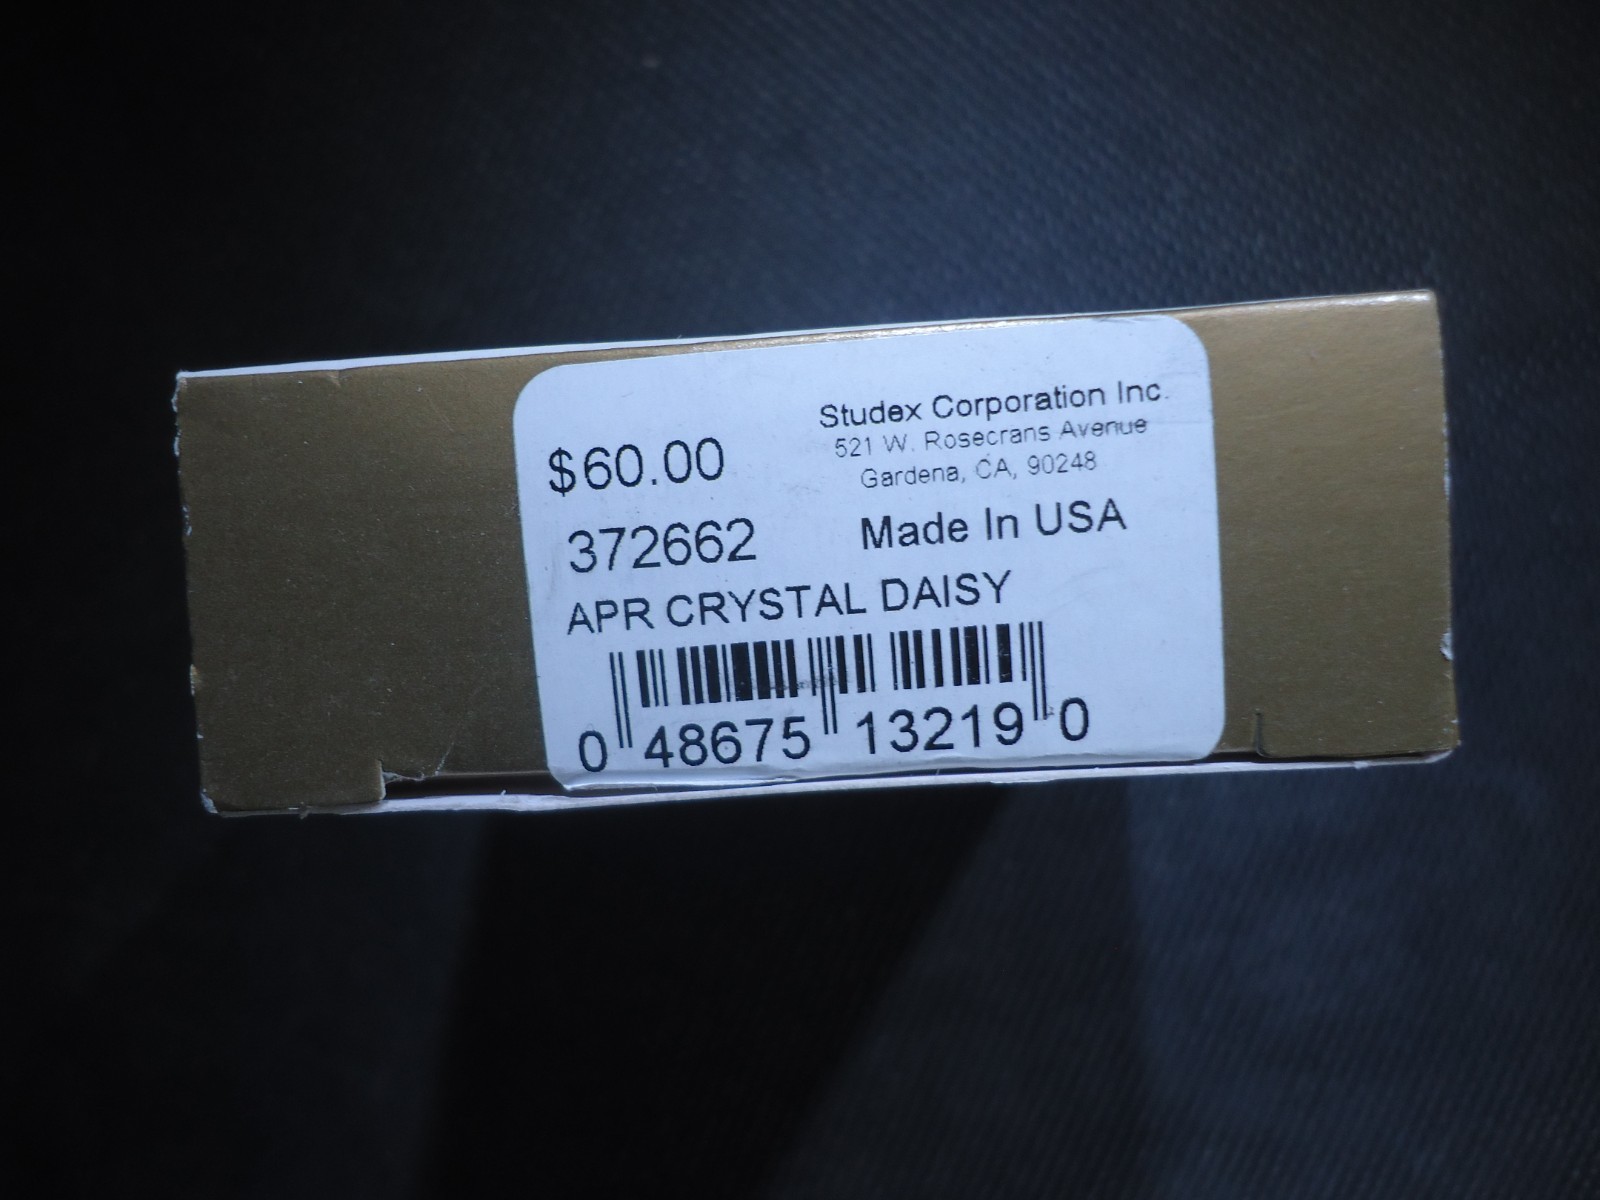 $60.00
Studex Corporation Inc.
521 W. Rosecrans Avenue
Gardena, CA, 90248
372662
Made In USA
APR CRYSTAL DAISY
0 48675 13219 0